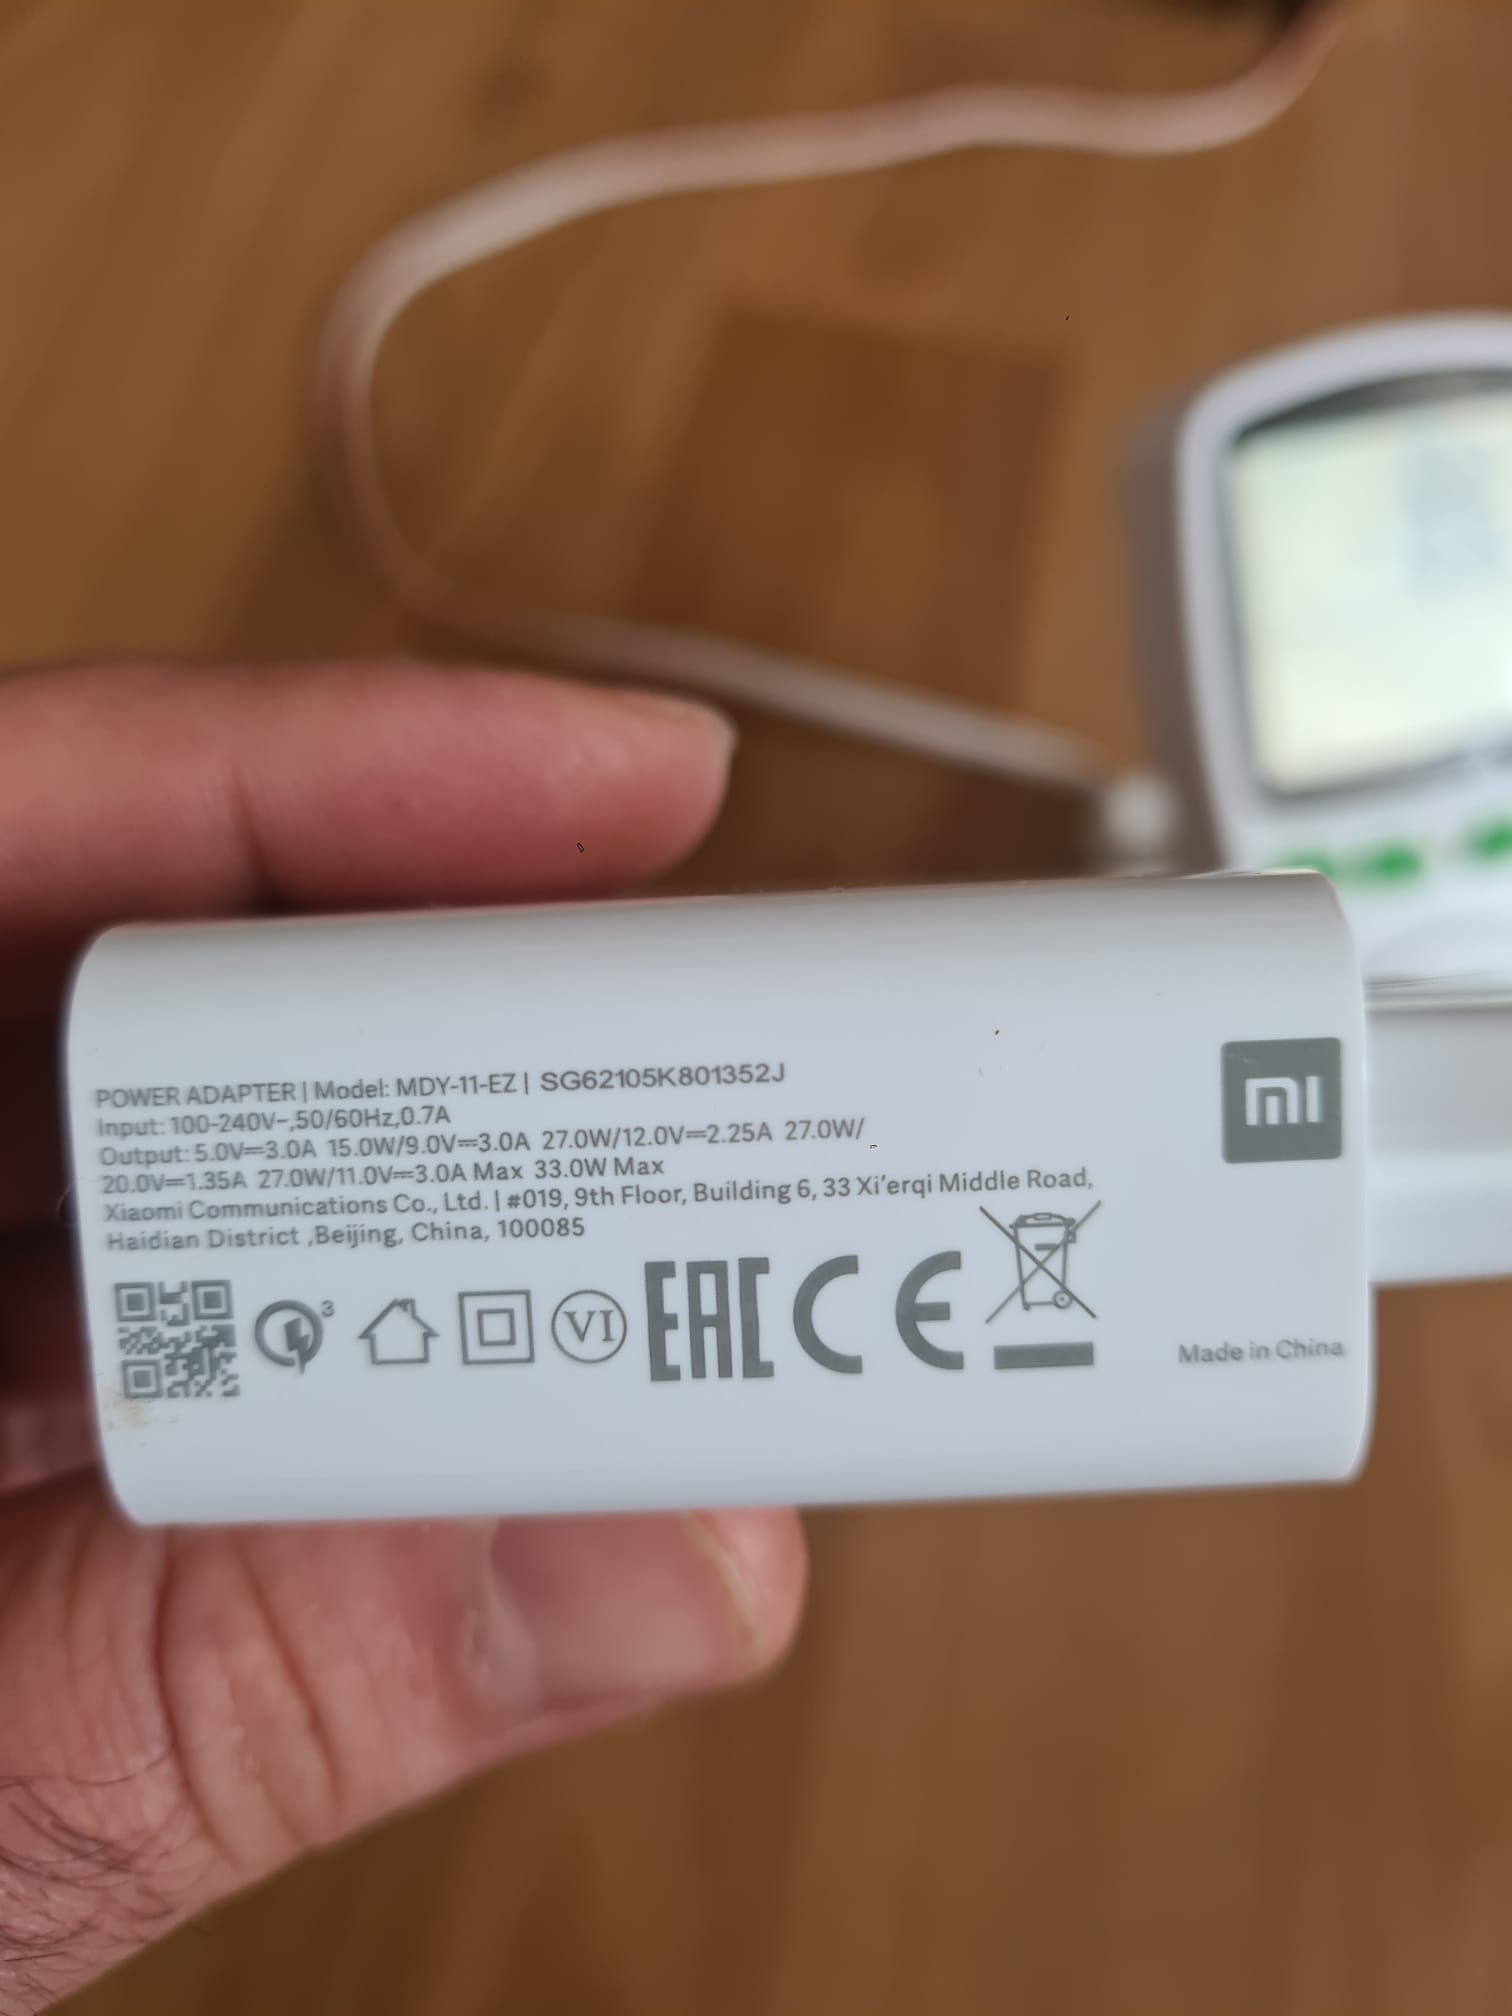 POWER ADAPTER | Model: MDY-11-EZ | SG62105K801352J
Input: 100-240V~,50/60Hz,0.7A
Output: 5.0V⎓3.0A 15.0W/9.0V⎓3.0A 27.0W/12.0V⎓2.25A 27.0W/
20.0V⎓1.35A 27.0W/11.0V⎓3.0A Max 33.0W Max
Xiaomi Communications Co., Ltd. | #019, 9th Floor, Building 6, 33 Xi'erqi Middle Road,
Haidian District ,Beijing, China, 100085
mi
3
VI
EAC
CE
Made in China